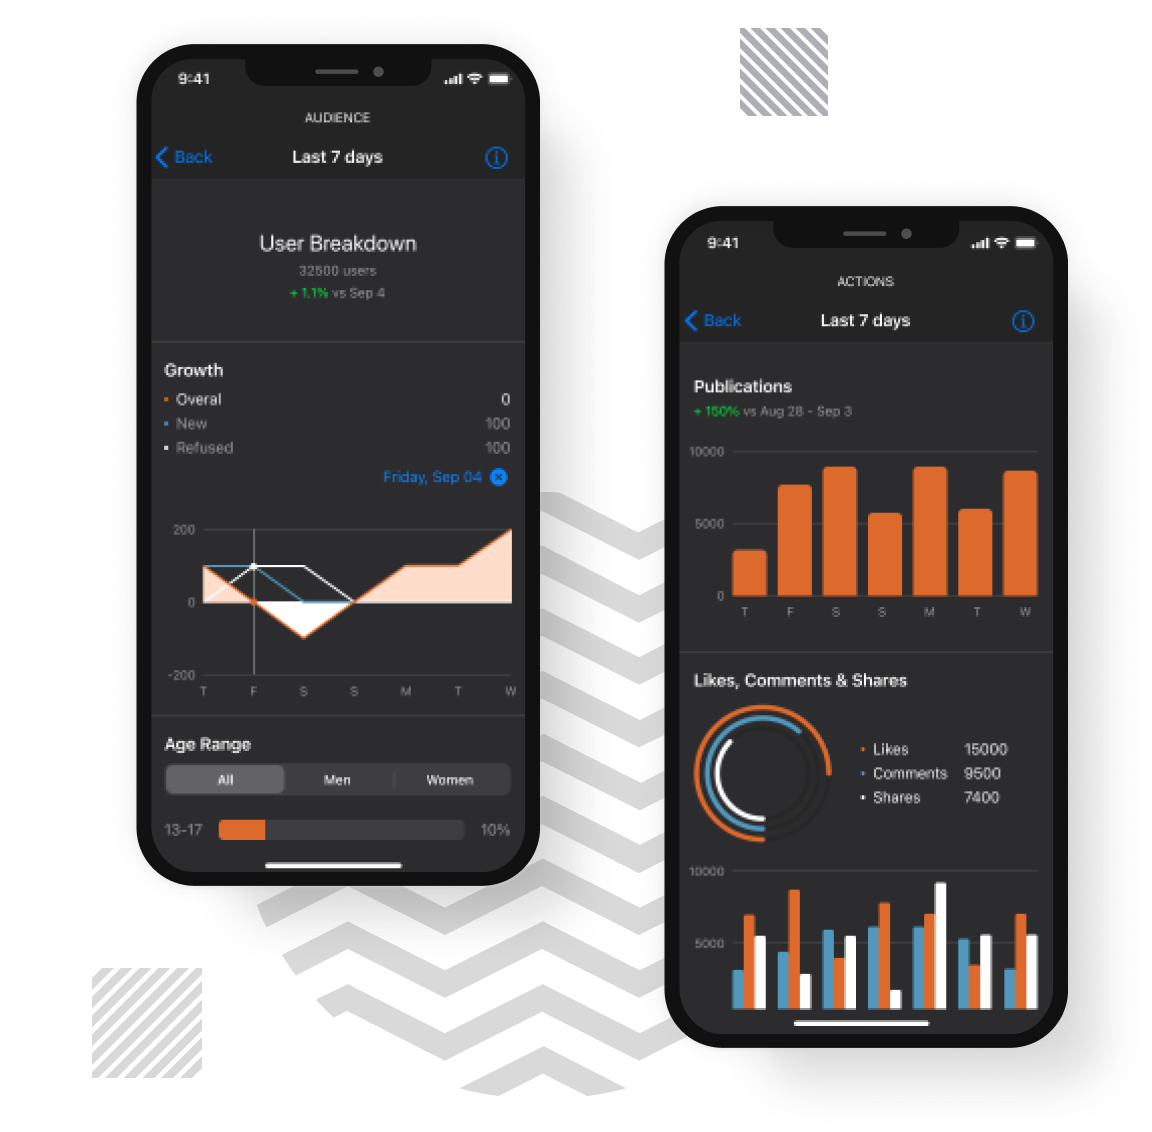 9:41
AUDIENCE
Back
Last 7 days
User Breakdown
32500 users
+ 1,1% vs Sep 4
Growth
Overal 0
New 100
Refused 100
Friday, Sep 04
200
0
-200
T F S S M T W
Age Range
All Men Women
13-17 10%
9:41
ACTIONS
Back
Last 7 days
Publications
+ 150% vs Aug 28 - Sep 3
10000
5000
0
T F S S M T W
Likes, Comments & Shares
Likes 15000
Comments 9500
Shares 7400
10000
5000